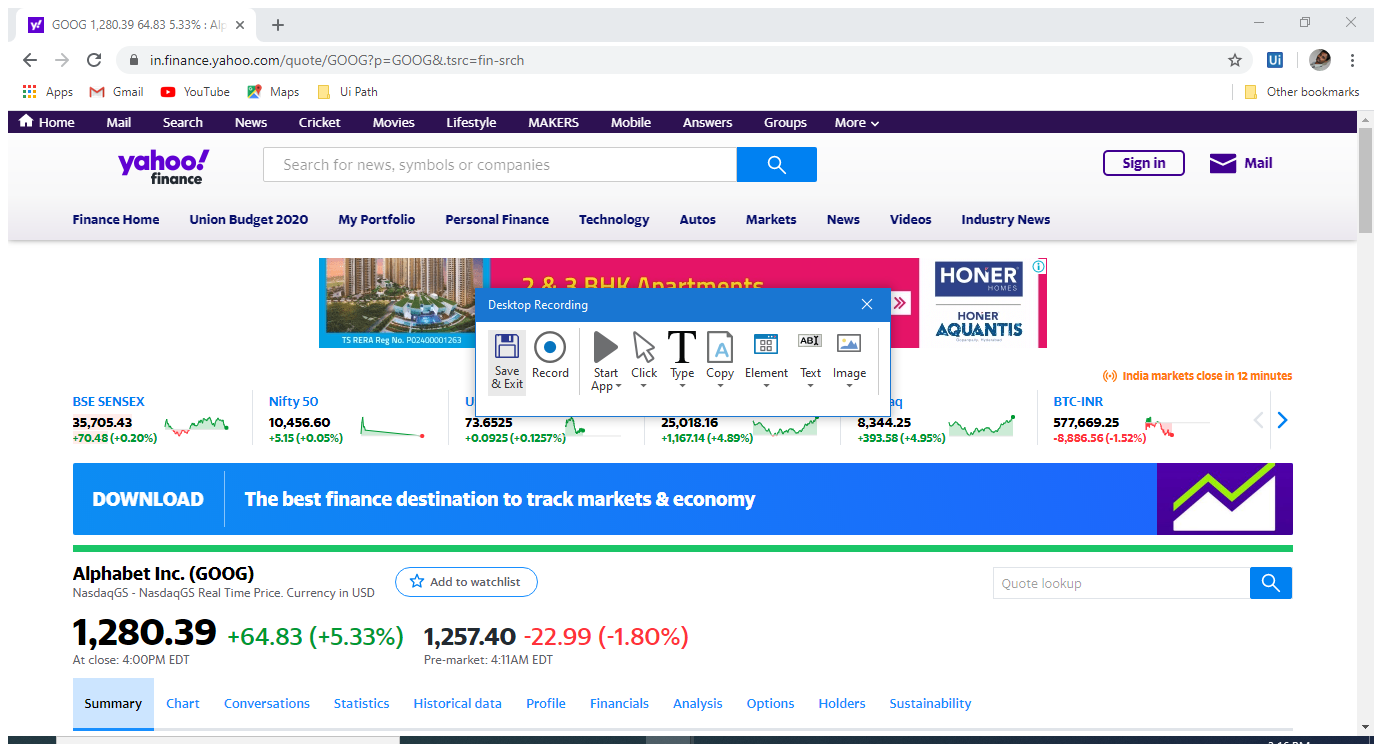 GOOG 1,280.39 64.83 5.33% : Alp
in.finance.yahoo.com/quote/GOOG?p=GOOG&.tsrc=fin-srch
Ui
Apps Gmail YouTube Maps Ui Path Other bookmarks
Home Mail Search News Cricket Movies Lifestyle MAKERS Mobile Answers Groups More
yahoo!
finance
Search for news, symbols or companies
Sign in Mail
Finance Home Union Budget 2020 My Portfolio Personal Finance Technology Autos Markets News Videos Industry News
2 & 3 BHK Apartments
TS RERA Reg No. P02400001263
HONER
HOMES
HONER
AQUANTIS
Desktop Recording
Save & Exit
Record
Start App
Click
Type
Copy
Element
Text
Image
India markets close in 12 minutes
BSE SENSEX
35,705.43
+70.48 (+0.20%)
Nifty 50
10,456.60
+5.15 (+0.05%)
U
73.6525
+0.0925 (+0.1257%)
25,018.16
+1,167.14 (+4.89%)
aq
8,344.25
+393.58 (+4.95%)
BTC-INR
577,669.25
-8,886.56 (-1.52%)
DOWNLOAD The best finance destination to track markets & economy
Alphabet Inc. (GOOG)
NasdaqGS - NasdaqGS Real Time Price. Currency in USD
Add to watchlist
Quote lookup
1,280.39 +64.83 (+5.33%) 1,257.40 -22.99 (-1.80%)
At close: 4:00PM EDT Pre-market: 4:11AM EDT
Summary Chart Conversations Statistics Historical data Profile Financials Analysis Options Holders Sustainability